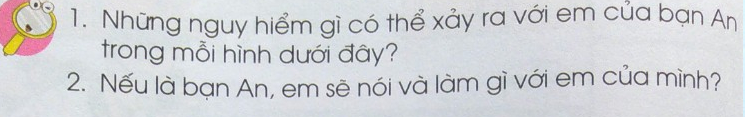 1. Những nguy hiểm gì có thể xảy ra với em của bạn An
trong mỗi hình dưới đây?
2. Nếu là bạn An, em sẽ nói và làm gì với em của mình?